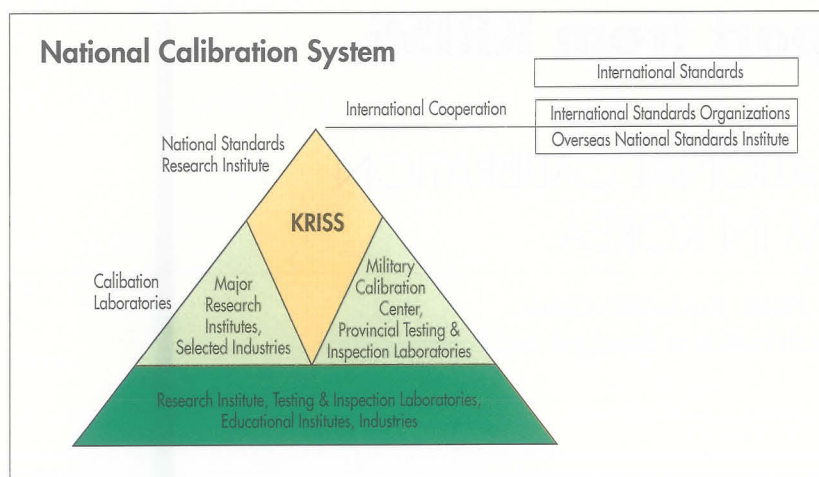 National Calibration System
International Standards
International Cooperation
International Standards Organizations
Overseas National Standards Institute
National Standards
Research Institute
KRISS
Calibation
Laboratories
Major
Research
Institutes,
Selected Industries
Military
Calibration
Center,
Provincial Testing &
Inspection Laboratories
Research Institute, Testing & Inspection Laboratories,
Educational Institutes, Industries